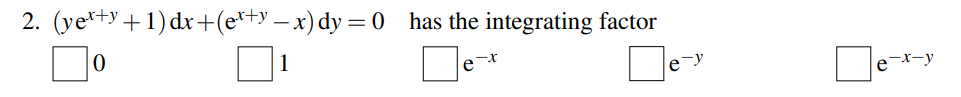 2. (ye^{x+y} + 1) dx + (e^{x+y} − x) dy = 0 has the integrating factor
□ 0 □ 1 □ e^{−x} □ e^{−y} □ e^{−x−y}